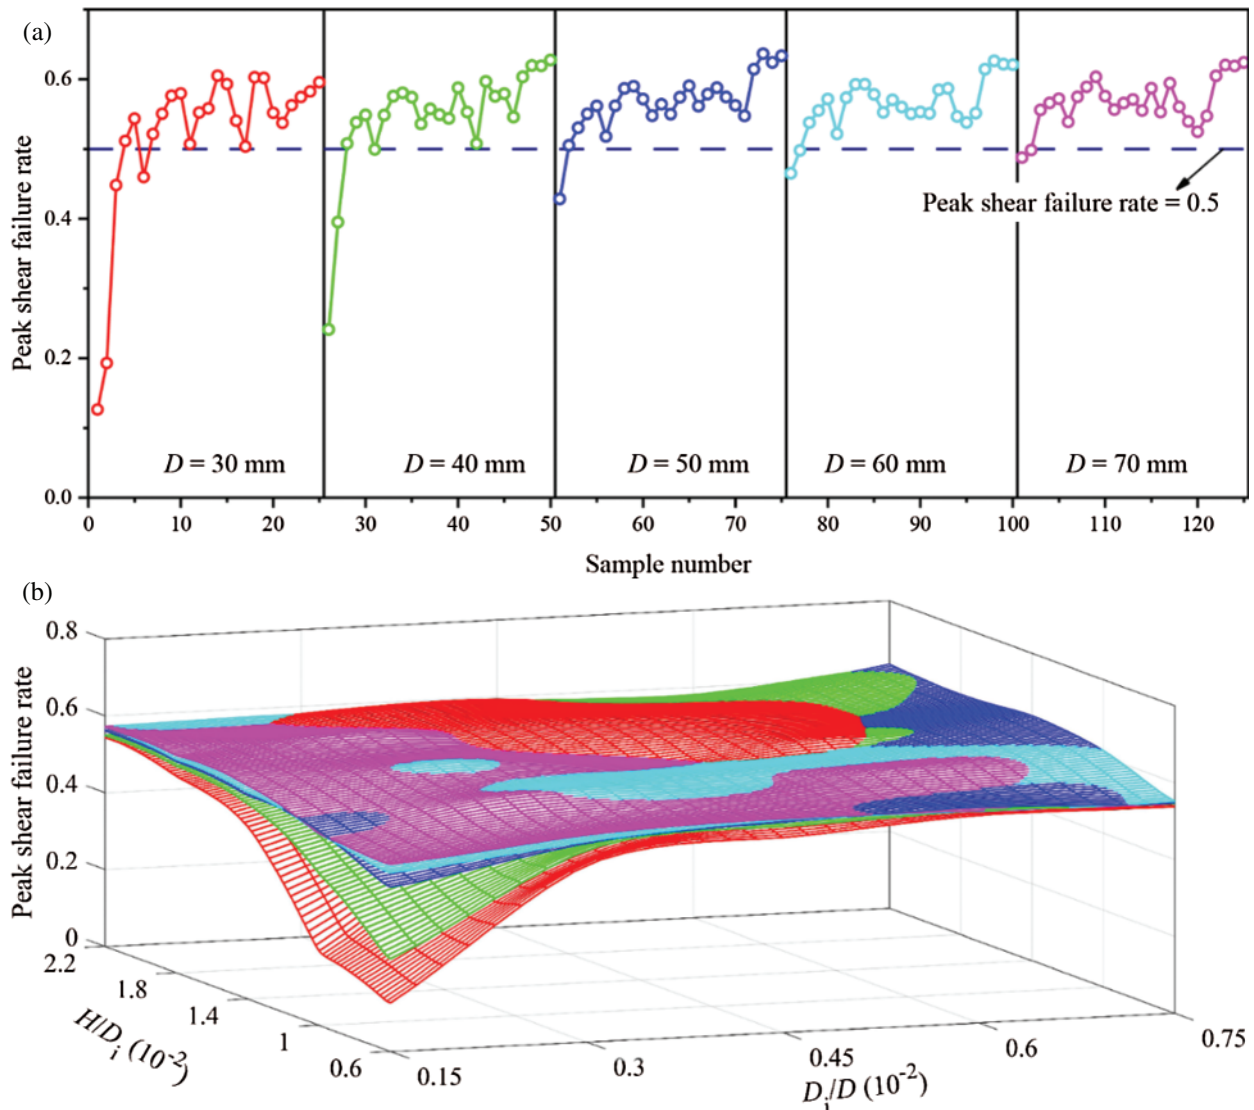 (a)
Peak shear failure rate
0.6
0.4
0.2
0.0
Peak shear failure rate = 0.5
D = 30 mm
D = 40 mm
D = 50 mm
D = 60 mm
D = 70 mm
0 10 20 30 40 50 60 70 80 90 100 110 120
Sample number
(b)
Peak shear failure rate
0.8
0.6
0.4
0.2
0
2.2
1.8
1.4
1
0.6
H/Di (10-2)
0.15
0.3
0.45
0.6
0.75
Di/D (10-2)